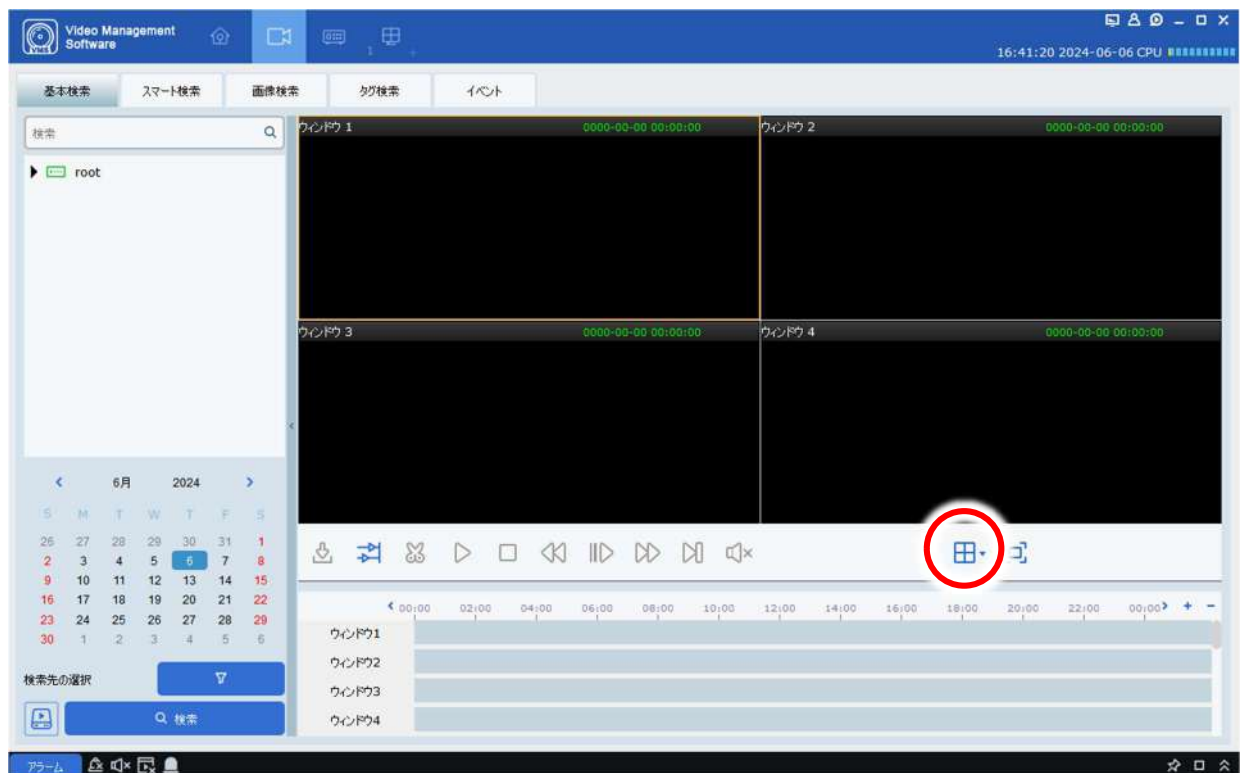 Video Management
Software
1
16:41:20 2024-06-06 CPU
基本検索 スマート検索 画像検索 タグ検索 イベント
検索
root
ウィンドウ 1 0000-00-00 00:00:00
ウィンドウ 2 0000-00-00 00:00:00
ウィンドウ 3 0000-00-00 00:00:00
ウィンドウ 4 0000-00-00 00:00:00
6月 2024
S M T W T F S
26 27 28 29 30 31 1
2 3 4 5 6 7 8
9 10 11 12 13 14 15
16 17 18 19 20 21 22
23 24 25 26 27 28 29
30 1 2 3 4 5 6
検索先の選択
検索
00:00 02:00 04:00 06:00 08:00 10:00 12:00 14:00 16:00 18:00 20:00 22:00 00:00 + -
ウィンドウ1
ウィンドウ2
ウィンドウ3
ウィンドウ4
アラーム